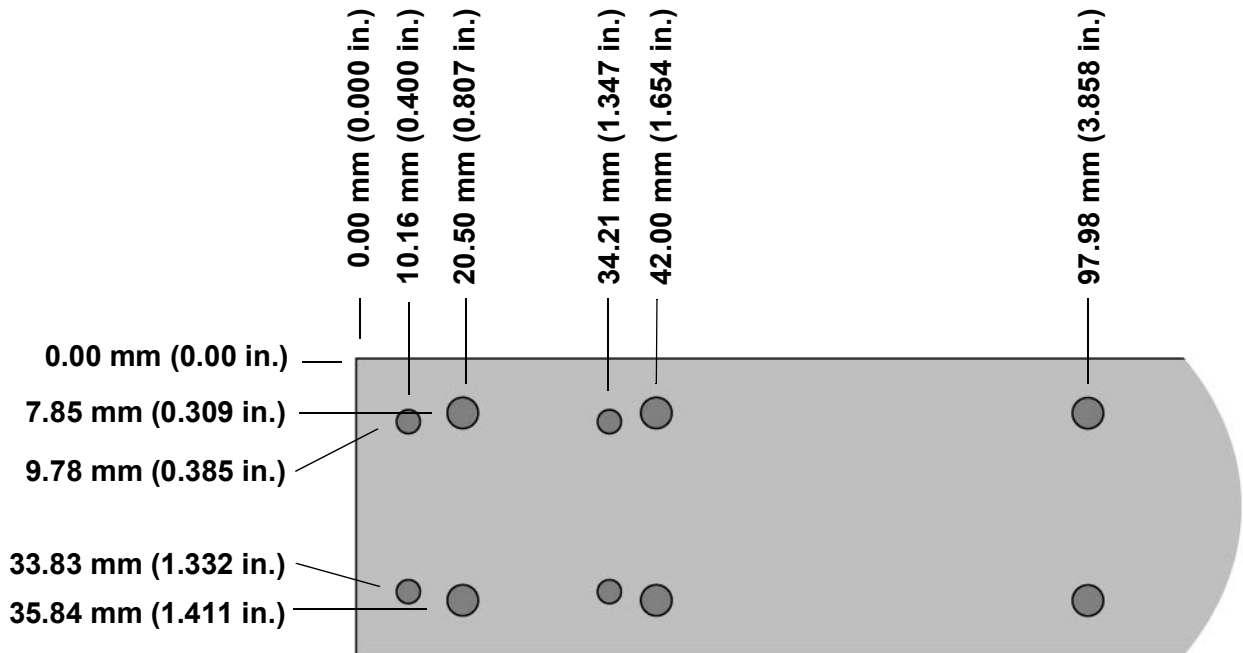 0.00 mm (0.000 in.)
10.16 mm (0.400 in.)
20.50 mm (0.807 in.)
34.21 mm (1.347 in.)
42.00 mm (1.654 in.)
97.98 mm (3.858 in.)
0.00 mm (0.00 in.)
7.85 mm (0.309 in.)
9.78 mm (0.385 in.)
33.83 mm (1.332 in.)
35.84 mm (1.411 in.)